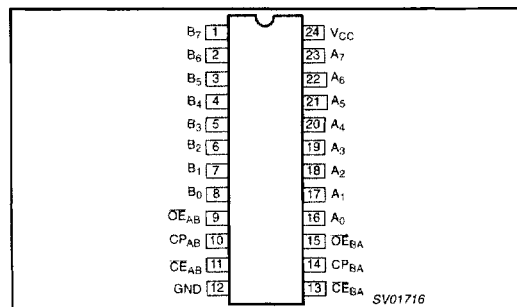 B7 1 24 VCC
B6 2 23 A7
B5 3 22 A6
B4 4 21 A5
B3 5 20 A4
B2 6 19 A3
B1 7 18 A2
B0 8 17 A1
OEAB 9 16 A0
CPAB 10 15 OEBA
CEAB 11 14 CPBA
GND 12 13 CEBA
SV01716